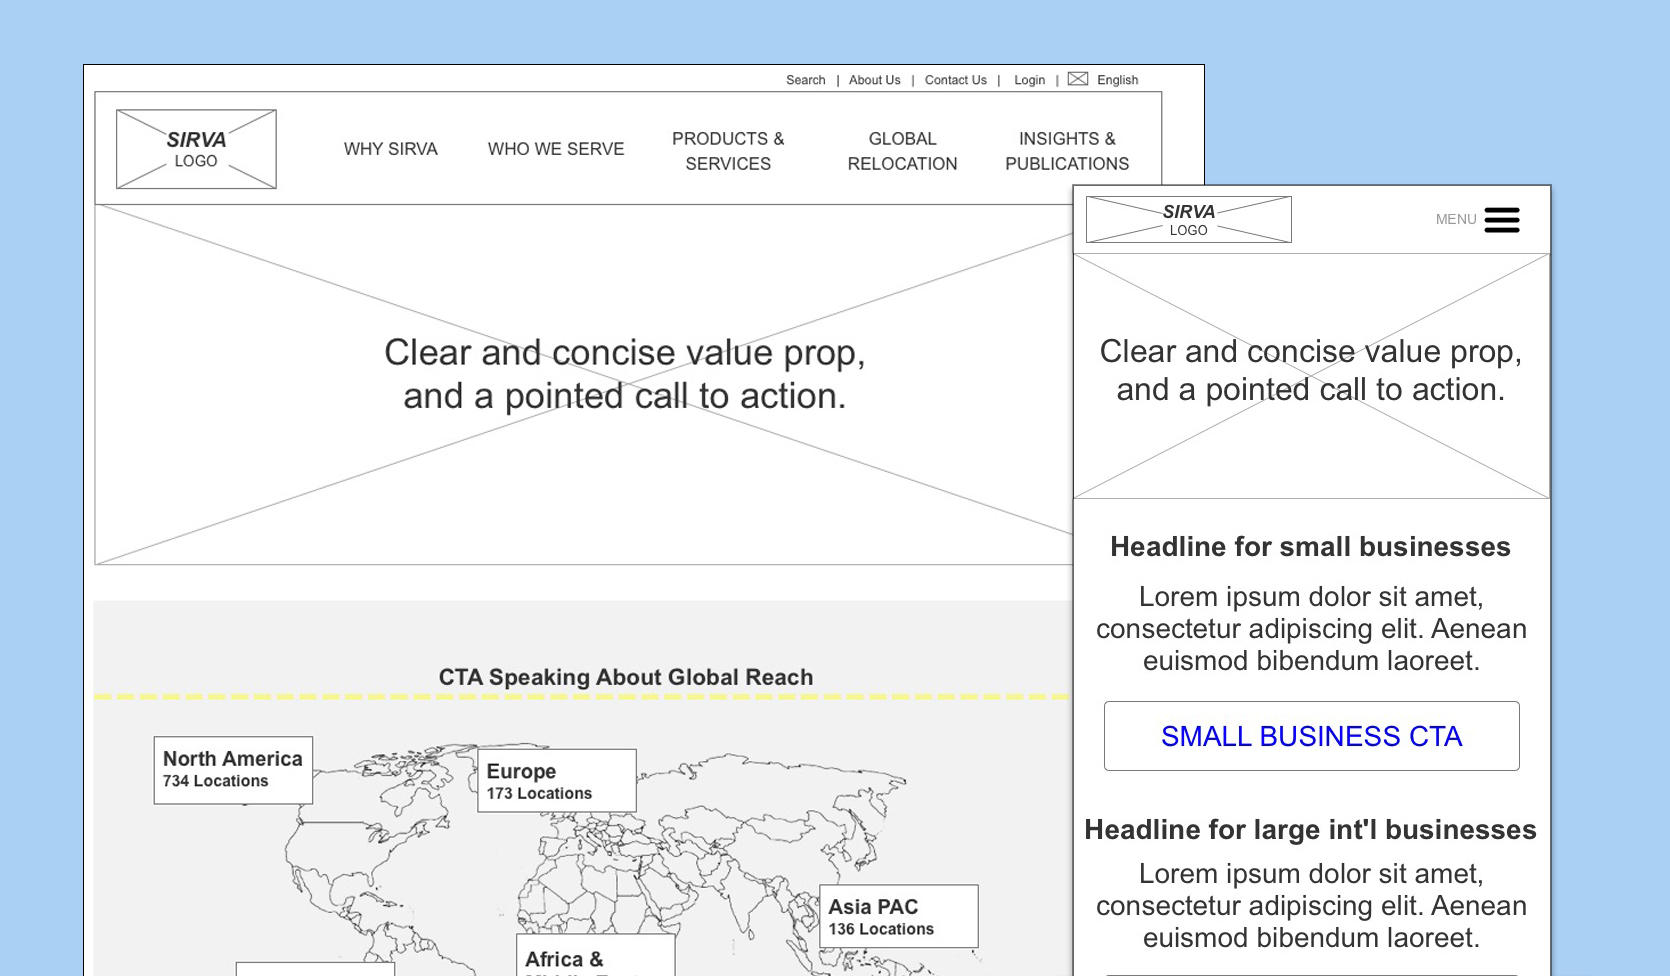 Search | About Us | Contact Us | Login | English
SIRVA
LOGO
WHY SIRVA
WHO WE SERVE
PRODUCTS &
SERVICES
GLOBAL
RELOCATION
INSIGHTS &
PUBLICATIONS
Clear and concise value prop,
and a pointed call to action.
CTA Speaking About Global Reach
North America
734 Locations
Europe
173 Locations
Asia PAC
136 Locations
Africa &
SIRVA
LOGO
MENU
Clear and concise value prop,
and a pointed call to action.
Headline for small businesses
Lorem ipsum dolor sit amet,
consectetur adipiscing elit. Aenean
euismod bibendum laoreet.
SMALL BUSINESS CTA
Headline for large int'l businesses
Lorem ipsum dolor sit amet,
consectetur adipiscing elit. Aenean
euismod bibendum laoreet.